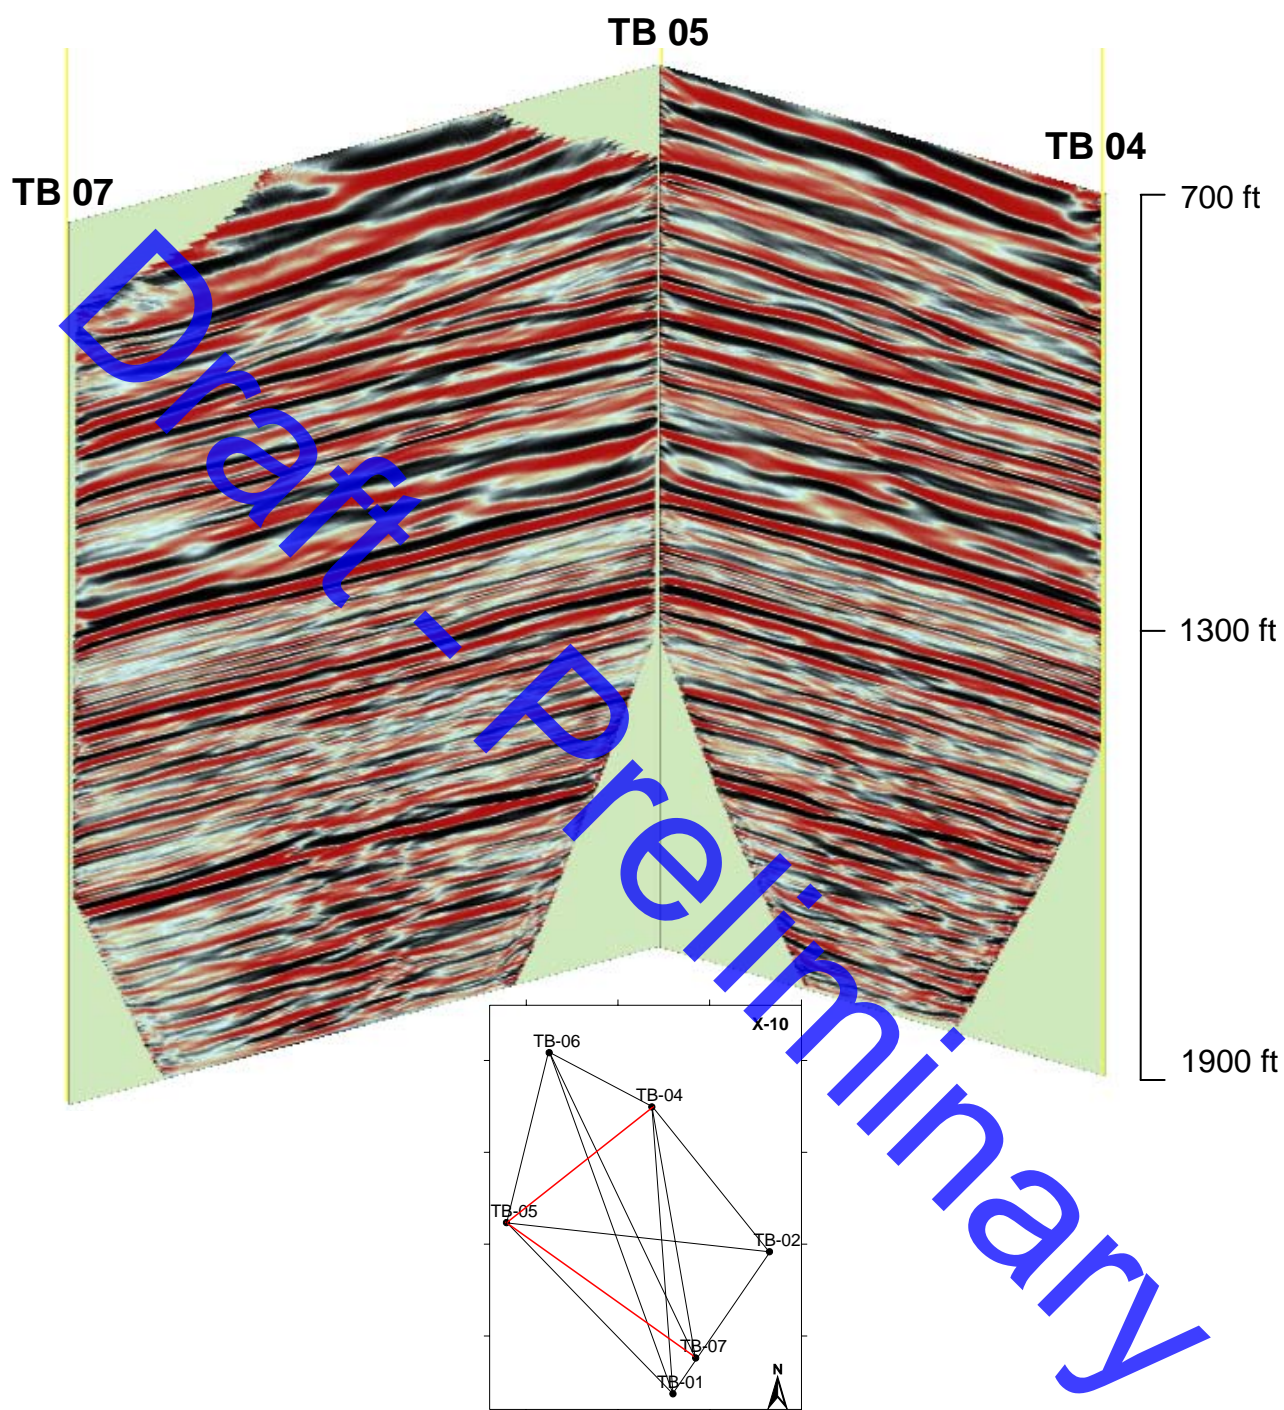 TB 05
TB 04
TB 07
700 ft
1300 ft
1900 ft
Draft - Preliminary
X-10
TB-06
TB-04
TB-05
TB-02
TB-07
TB-01
N